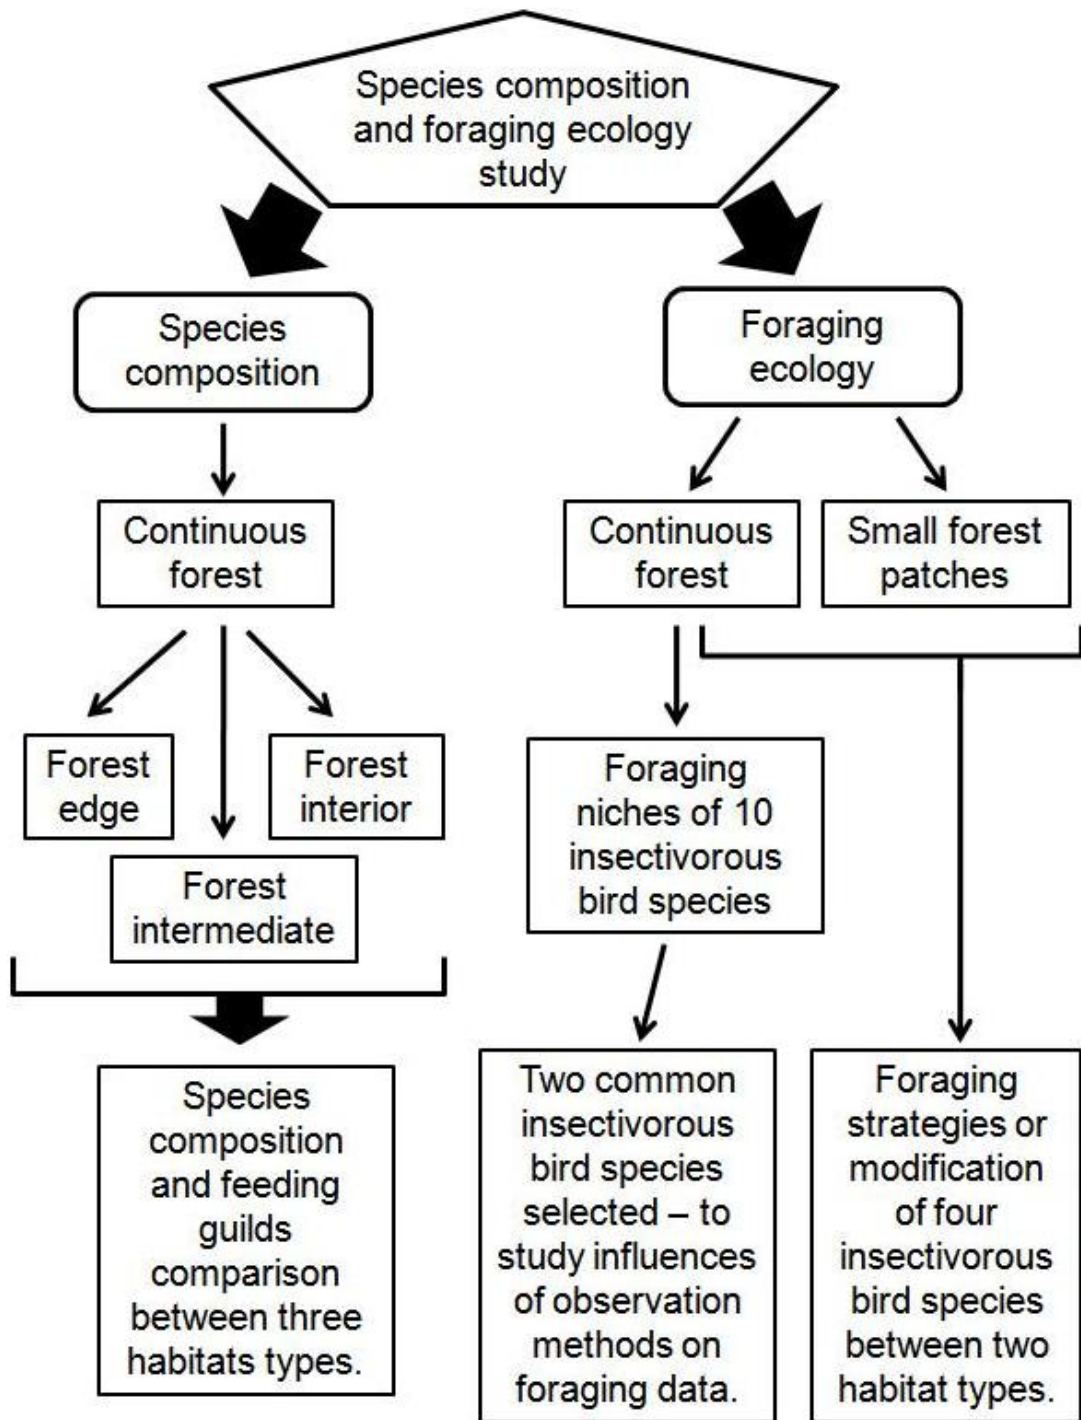 Species composition
and foraging ecology
study
Species
composition
Foraging
ecology
Continuous
forest
Continuous
forest
Small forest
patches
Forest
edge
Forest
interior
Forest
intermediate
Foraging
niches of 10
insectivorous
bird species
Species
composition
and feeding
guilds
comparison
between three
habitats types.
Two common
insectivorous
bird species
selected – to
study influences
of observation
methods on
foraging data.
Foraging
strategies or
modification
of four
insectivorous
bird species
between two
habitat types.